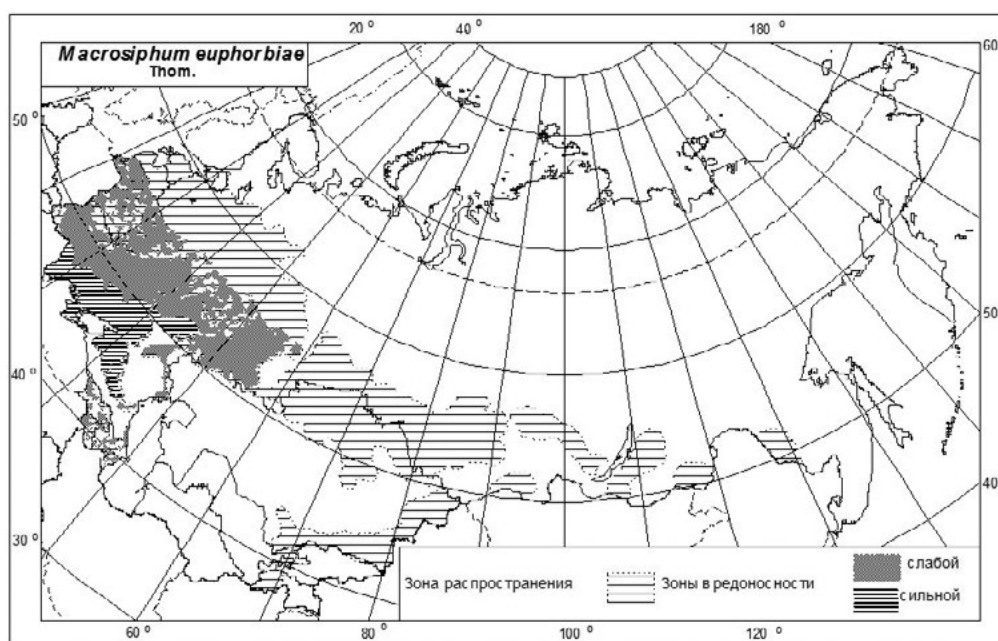 20 ° 40 ° 180 °
Macrosiphum euphorbiae
Thom.
60
50 °
50
40 °
40
30 °
Зона распространения
Зоны вредоносности
слабой
сильной
60 ° 80 ° 100 ° 120 °